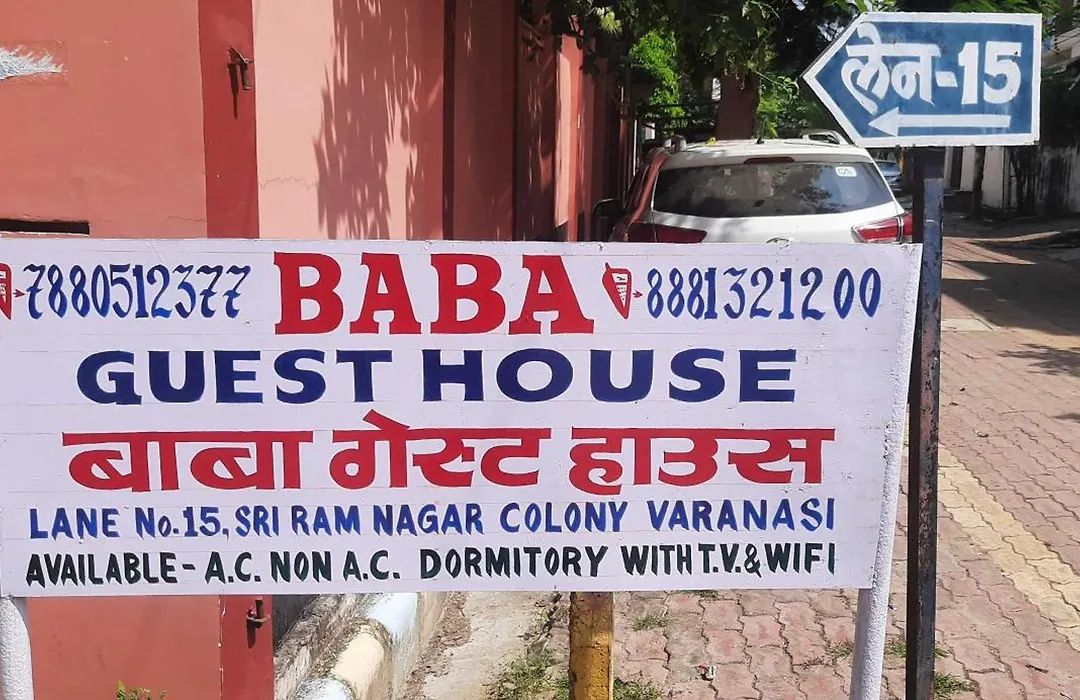 लेन-15
7880512377 BABA 8881321200
GUEST HOUSE
बाबा गेस्ट हाउस
LANE No.15, SRI RAM NAGAR COLONY VARANASI
AVAILABLE- A.C. NON A.C. DORMITORY WITH T.V.& WIFI